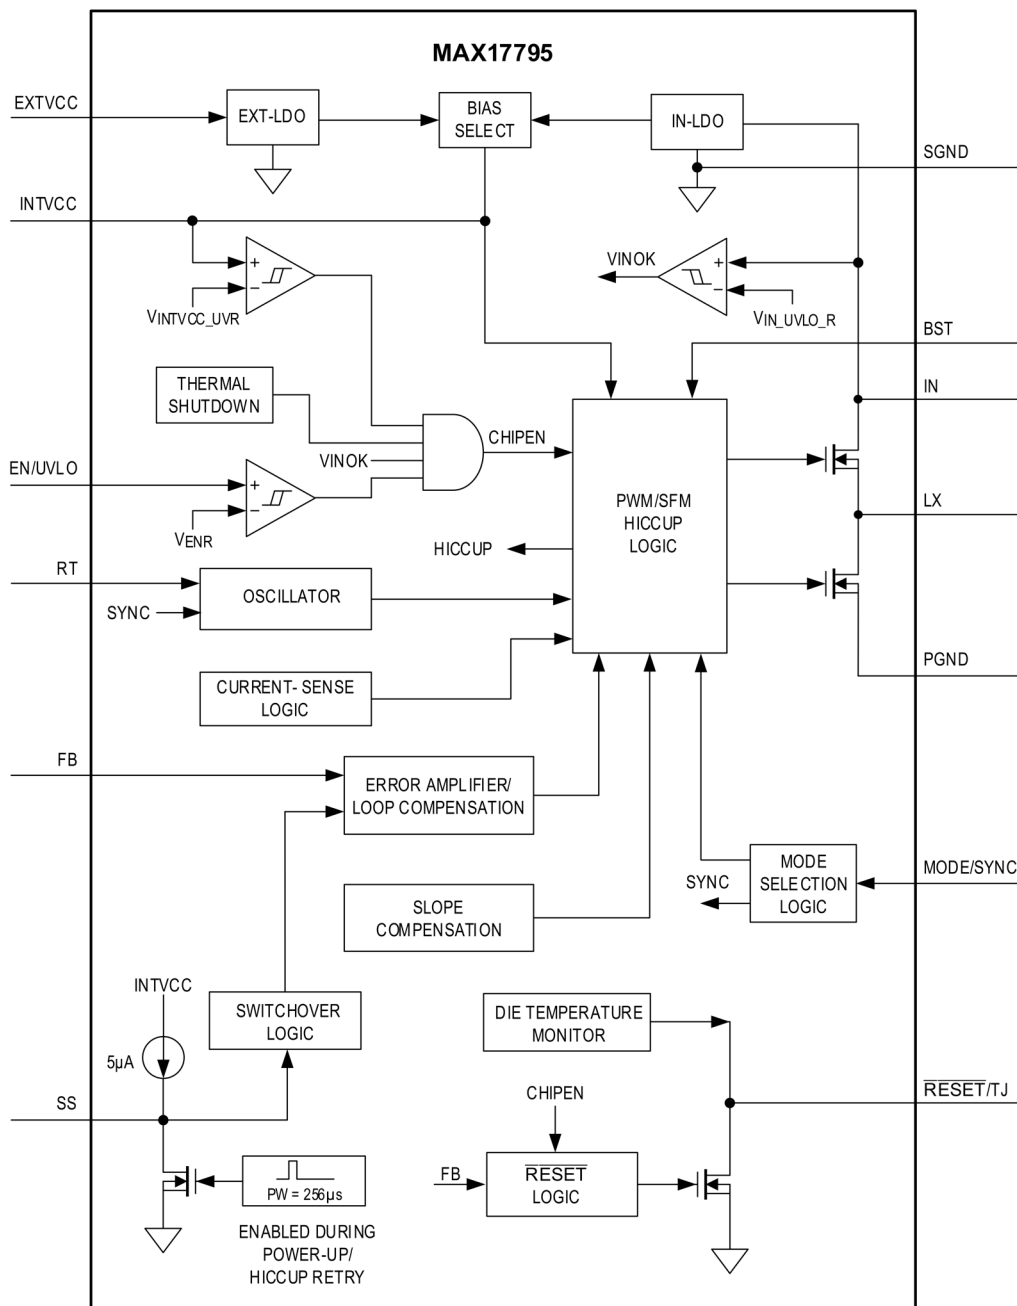 MAX17795
EXTVCC
EXT-LDO
BIAS
SELECT
IN-LDO
SGND
INTVCC
+
−
VINTVCC_UVR
VINOK
+
−
VIN_UVLO_R
BST
THERMAL
SHUTDOWN
IN
CHIPEN
VINOK
EN/UVLO
+
−
VENR
PWM/SFM
HICCUP
LOGIC
LX
HICCUP
RT
SYNC
OSCILLATOR
CURRENT- SENSE
LOGIC
PGND
FB
ERROR AMPLIFIER/
LOOP COMPENSATION
MODE
SELECTION
LOGIC
MODE/SYNC
SYNC
SLOPE
COMPENSATION
INTVCC
SWITCHOVER
LOGIC
DIE TEMPERATURE
MONITOR
5µA
SS
CHIPEN
RESET/TJ
FB
RESET
LOGIC
PW = 256µs
ENABLED DURING
POWER-UP/
HICCUP RETRY